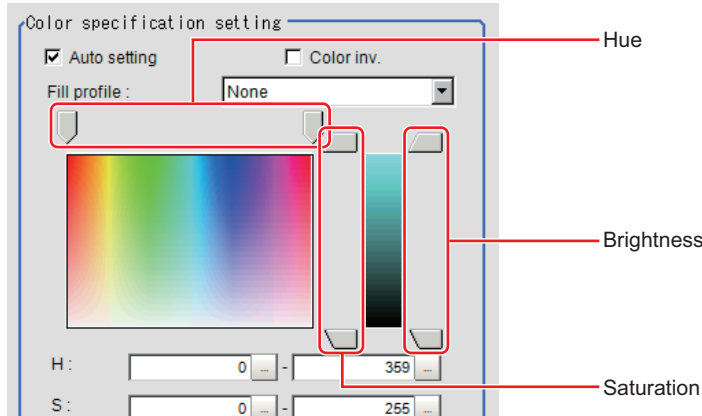 Color specification setting
Auto setting
Color inv.
Hue
Fill profile :
None
Brightness
H :
0 ... - 359 ...
Saturation
S :
0 ... - 255 ...